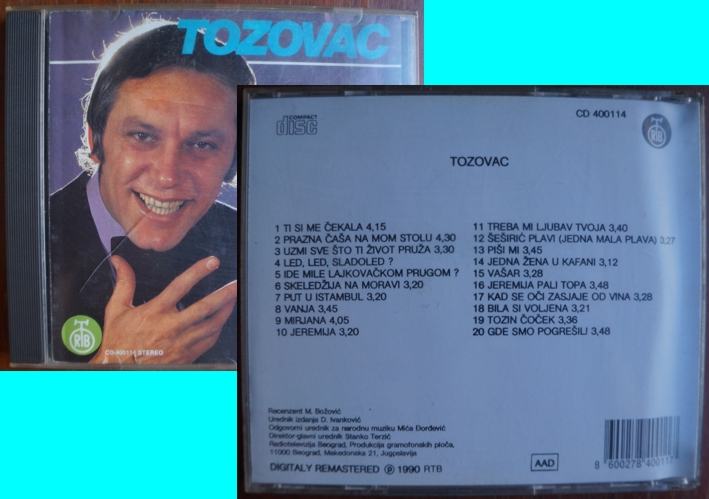 TOZOVAC
RTB
CD-400114 STEREO
COMPACT
disc
CD 400114
RTB
TOZOVAC
1 TI SI ME ČEKALA 4,15
2 PRAZNA ČAŠA NA MOM STOLU 4,30
3 UZMI SVE ŠTO TI ŽIVOT PRUŽA 3,30
4 LED, LED, SLADOLED ?
5 IDE MILE LAJKOVAČKOM PRUGOM ?
6 SKELEDŽIJA NA MORAVI 3,20
7 PUT U ISTAMBUL 3,20
8 VANJA 3,45
9 MIRJANA 4,05
10 JEREMIJA 3,20
11 TREBA MI LJUBAV TVOJA 3,40
12 ŠEŠIRIĆ PLAVI (JEDNA MALA PLAVA) 3,27
13 PIŠI MI 3,45
14 JEDNA ŽENA U KAFANI 3,12
15 VAŠAR 3,28
16 JEREMIJA PALI TOPA 3,48
17 KAD SE OČI ZASJAJE OD VINA 3,28
18 BILA SI VOLJENA 3,21
19 TOZIN ČOČEK 3,36
20 GDE SMO POGREŠILI 3,48
Recenzent M. Božović
Urednik izdanja D. Ivanković
Odgovorni urednik za narodnu muziku Mića Đorđević
Direktor-glavni urednik Stanko Terzić
Radiotelevizija Beograd, Produkcija gramofonskih ploča,
11000 Beograd, Makedonska 21, Jugoslavija
DIGITALY REMASTERED ℗ 1990 RTB
AAD
8 600278 40011